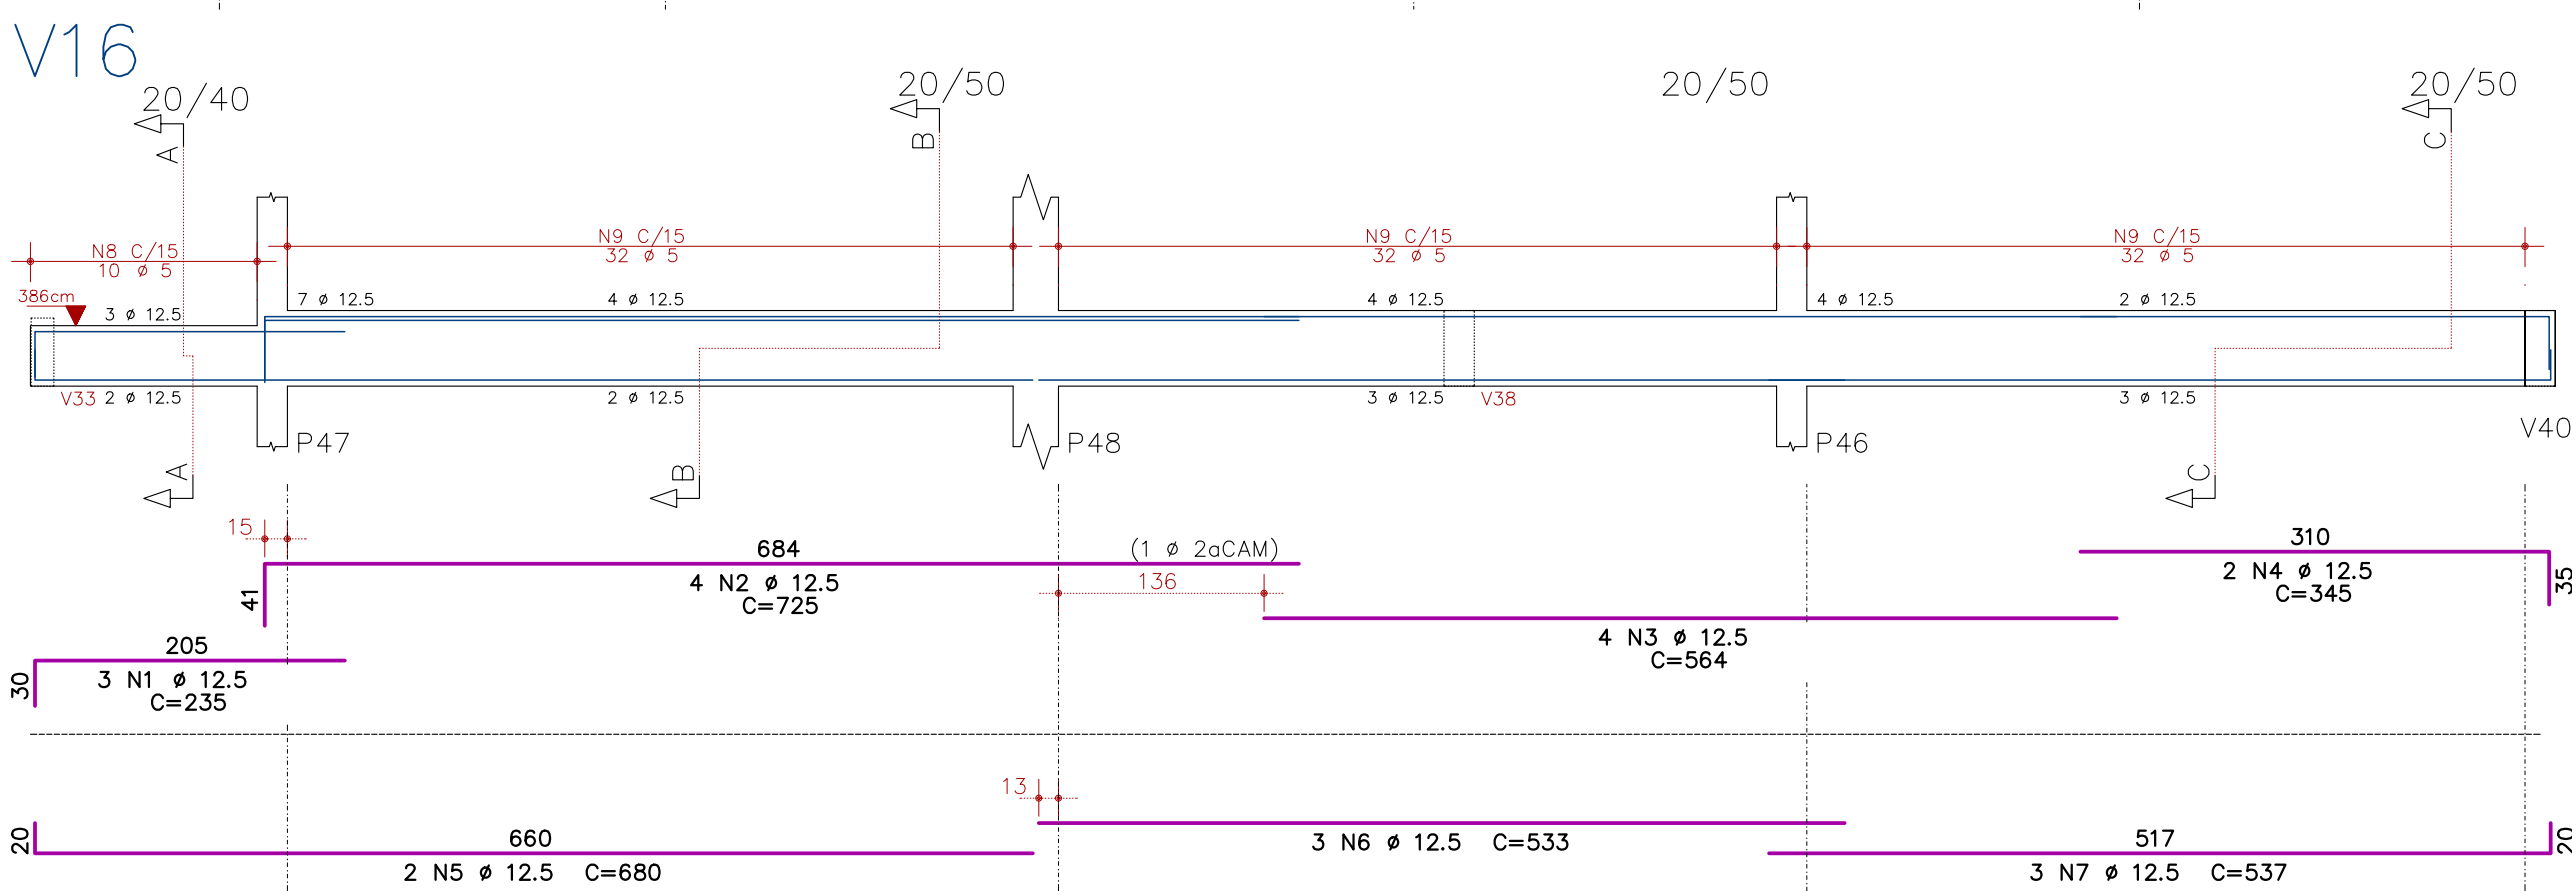 V16
20/40
20/50
20/50
20/50
A
B
C
N8 C/15
10 ø 5
N9 C/15
32 ø 5
N9 C/15
32 ø 5
N9 C/15
32 ø 5
386cm
3 ø 12.5
7 ø 12.5
4 ø 12.5
4 ø 12.5
4 ø 12.5
2 ø 12.5
V33
2 ø 12.5
2 ø 12.5
3 ø 12.5
V38
3 ø 12.5
P47
P48
P46
V40
A
B
C
15
684
(1 ø 2aCAM)
310
41
4 N2 ø 12.5
C=725
136
2 N4 ø 12.5
C=345
35
205
4 N3 ø 12.5
C=564
30
3 N1 ø 12.5
C=235
13
20
660
2 N5 ø 12.5 C=680
3 N6 ø 12.5 C=533
517
3 N7 ø 12.5 C=537
20